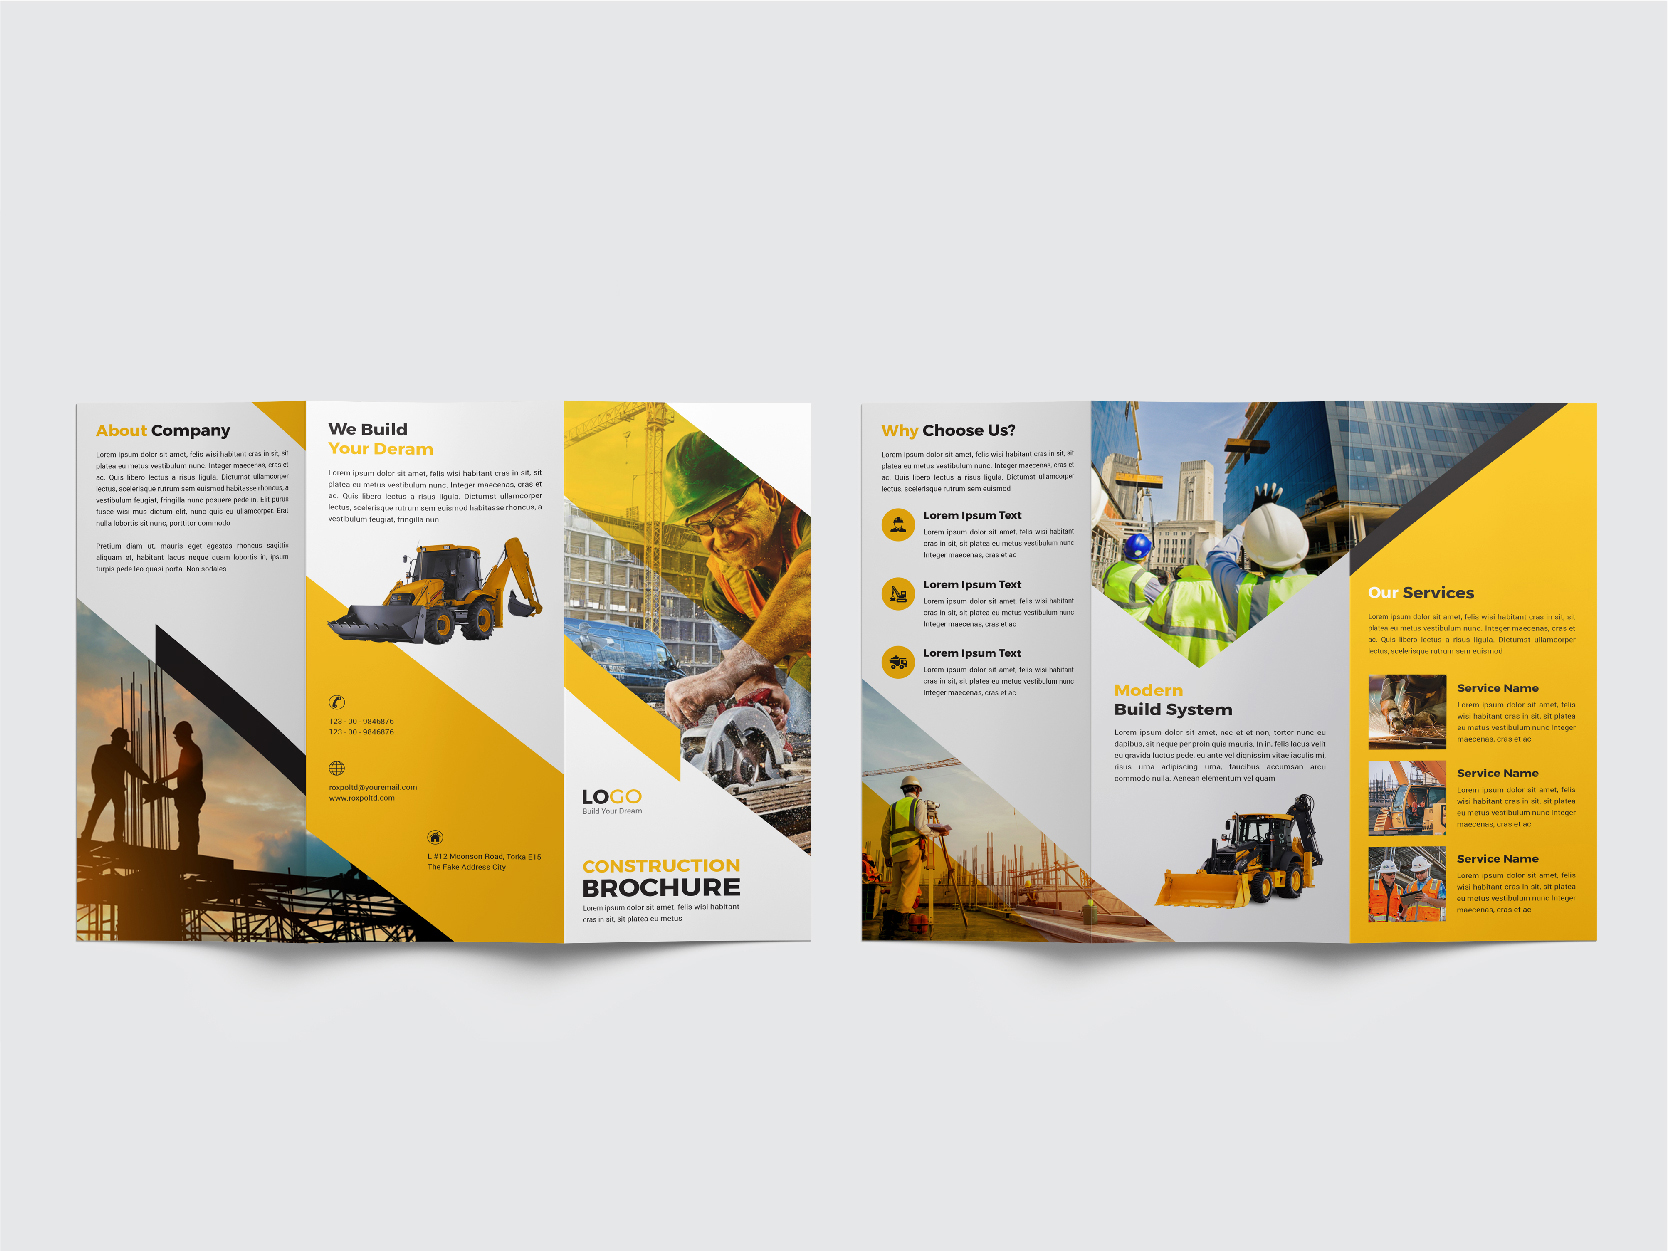 About Company
Lorem ipsum dolor sit amet, felis wisi habitant cras in sit, sit
platea eu metus vestibulum nunc. Integer maecenas, cras et
ac. Quis libero lectus a risus ligula. Dictumst ullamcorper
lectus, scelerisque rutrum sem euismod habitasse rhoncus, a
vestibulum feugiat, fringilla nunc posuere pede in. Elit purus
fusce wisi mus dictum elit, nunc quis eu ullamcorper. Erat
nulla lobortis sit nunc, porttitor commodo
Pretium diam ut, mauris eget egestas rhoncus sagittis
aliquam et, habitant lacus neque quam lobortis in, ipsum
turpis pede leo quasi porta. Non sodales
We Build
Your Deram
Lorem ipsum dolor sit amet, felis wisi habitant cras in sit, sit
platea eu metus vestibulum nunc. Integer maecenas, cras et
ac. Quis libero lectus a risus ligula. Dictumst ullamcorper
lectus, scelerisque rutrum sem euismod habitasse rhoncus, a
vestibulum feugiat, fringilla nun
123 - 00 - 9846876
123 - 00 - 9846876
roxpoltd@youremail.com
www.roxpoltd.com
L #12 Moonson Road, Torka E15
The Fake Address City
LOGO
Build Your Dream
CONSTRUCTION
BROCHURE
Lorem ipsum dolor sit amet, felis wisi habitant
cras in sit, sit platea eu metus
Why Choose Us?
Lorem ipsum dolor sit amet, felis wisi habitant cras in sit, sit
platea eu metus vestibulum nunc. Integer maecenas, cras et
ac. Quis libero lectus a risus ligula. Dictumst ullamcorper
lectus, scelerisque rutrum sem euismod
Lorem Ipsum Text
Lorem ipsum dolor sit amet, felis wisi habitant
cras in sit, sit platea eu metus vestibulum nunc
Integer maecenas, cras et ac
Lorem Ipsum Text
Lorem ipsum dolor sit amet, felis wisi habitant
cras in sit, sit platea eu metus vestibulum nunc
Integer maecenas, cras et ac
Lorem Ipsum Text
Lorem ipsum dolor sit amet, felis wisi habitant
cras in sit, sit platea eu metus vestibulum nunc
Integer maecenas, cras et ac
Modern
Build System
Lorem ipsum dolor sit amet, nec et et non, tortor nunc eu
dapibus, sit neque per proin quis mauris. In in, felis lacus velit
eu gravida luctus pede, eu ante vel dignissim vitae iaculis mi,
risus urna adipiscing urna, faucibus accumsan arcu
commodo nulla. Aenean elementum vel quam
Our Services
Lorem ipsum dolor sit amet, felis wisi habitant cras in sit, sit
platea eu metus vestibulum nunc. Integer maecenas, cras et
ac. Quis libero lectus a risus ligula. Dictumst ullamcorper
lectus, scelerisque rutrum sem euismod
Service Name
Lorem ipsum dolor sit amet, felis
wisi habitant cras in sit, sit platea
eu metus vestibulum nunc Integer
maecenas, cras et ac
Service Name
Lorem ipsum dolor sit amet, felis
wisi habitant cras in sit, sit platea
eu metus vestibulum nunc Integer
maecenas, cras et ac
Service Name
Lorem ipsum dolor sit amet, felis
wisi habitant cras in sit, sit platea
eu metus vestibulum nunc Integer
maecenas, cras et ac